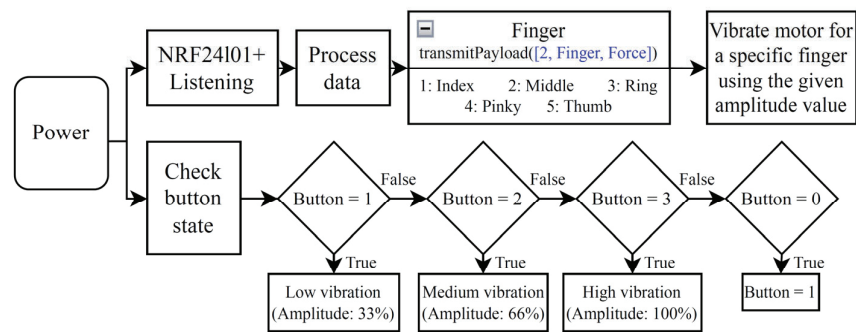 Power
NRF24l01+
Listening
Process
data
Finger
transmitPayload([2, Finger, Force])
1: Index 2: Middle 3: Ring
4: Pinky 5: Thumb
Vibrate motor for
a specific finger
using the given
amplitude value
Check
button
state
Button = 1
False
Button = 2
False
Button = 3
False
Button = 0
True
True
True
True
Low vibration
(Amplitude: 33%)
Medium vibration
(Amplitude: 66%)
High vibration
(Amplitude: 100%)
Button = 1